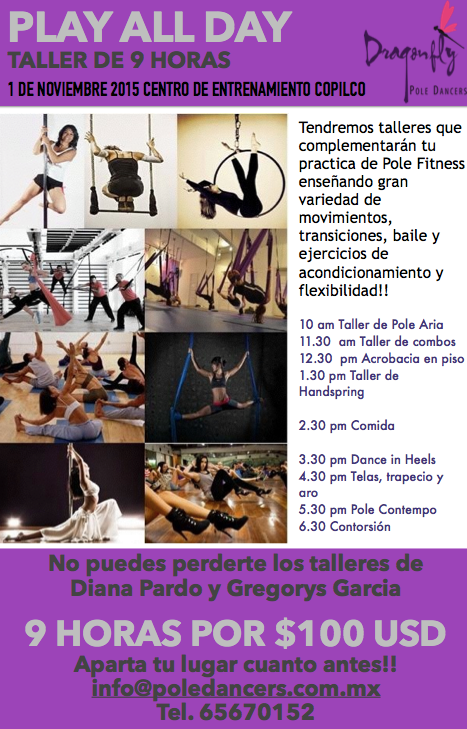 PLAY ALL DAY
TALLER DE 9 HORAS
1 DE NOVIEMBRE 2015 CENTRO DE ENTRENAMIENTO COPILCO
Dragonfly
POLE DANCERS
Tendremos talleres que
complementarán tu
practica de Pole Fitness
enseñando gran
variedad de
movimientos,
transiciones, baile y
ejercicios de
acondicionamiento y
flexibilidad!!
10 am Taller de Pole Aria
11.30 am Taller de combos
12.30 pm Acrobacia en piso
1.30 pm Taller de
Handspring
2.30 pm Comida
3.30 pm Dance in Heels
4.30 pm Telas, trapecio y
aro
5.30 pm Pole Contempo
6.30 Contorsión
No puedes perderte los talleres de
Diana Pardo y Gregorys Garcia
9 HORAS POR $100 USD
Aparta tu lugar cuanto antes!!
info@poledancers.com.mx
Tel. 65670152